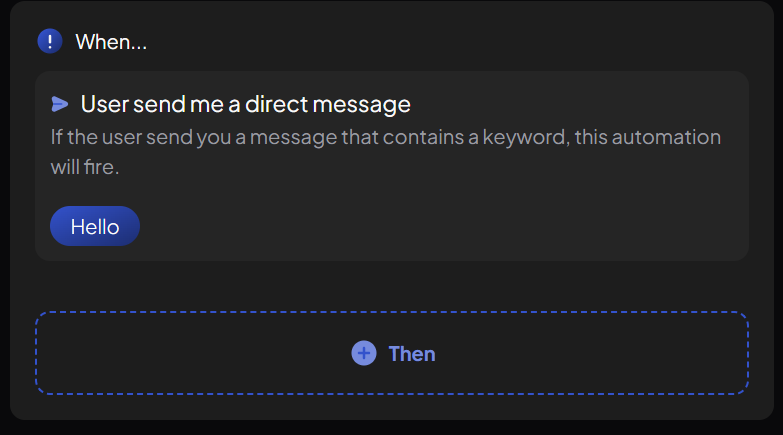 When...
User send me a direct message
If the user send you a message that contains a keyword, this automation
will fire.
Hello
Then